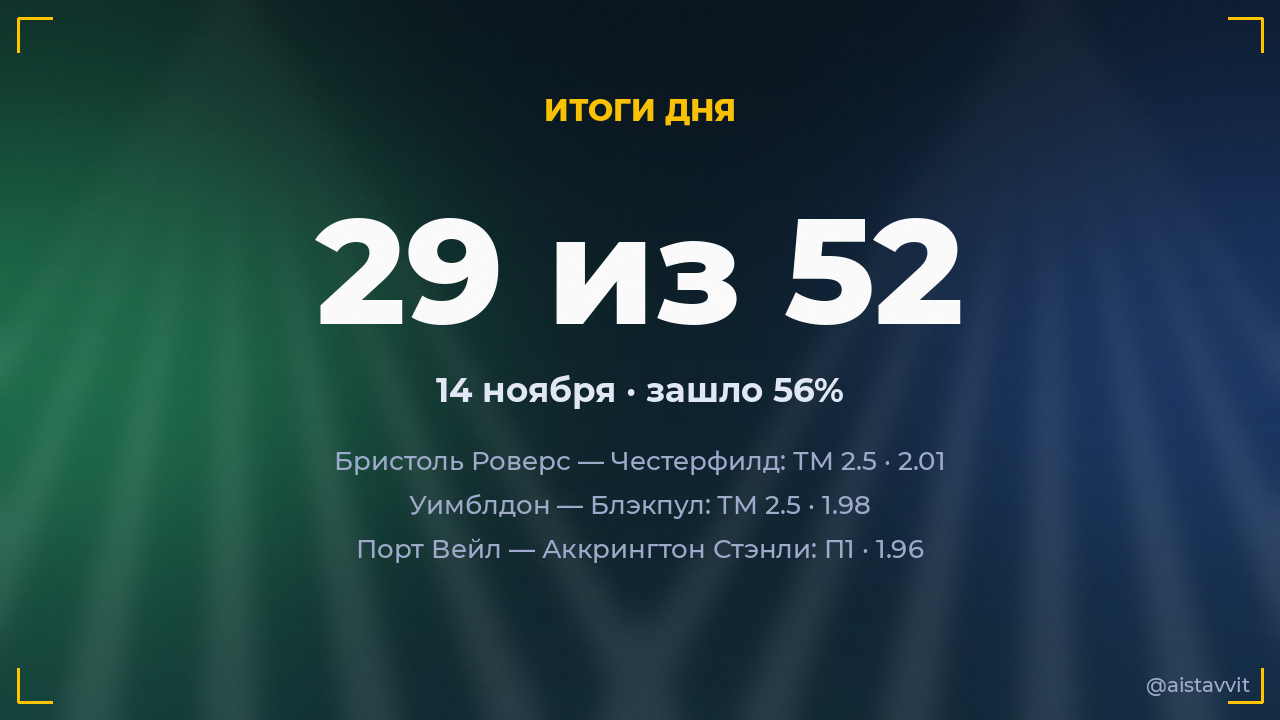 ИТОГИ ДНЯ
29 из 52
14 ноября · зашло 56%
Бристоль Роверс — Честерфилд: ТМ 2.5 · 2.01
Уимблдон — Блэкпул: ТМ 2.5 · 1.98
Порт Вейл — Аккрингтон Стэнли: П1 · 1.96
@aistavvit